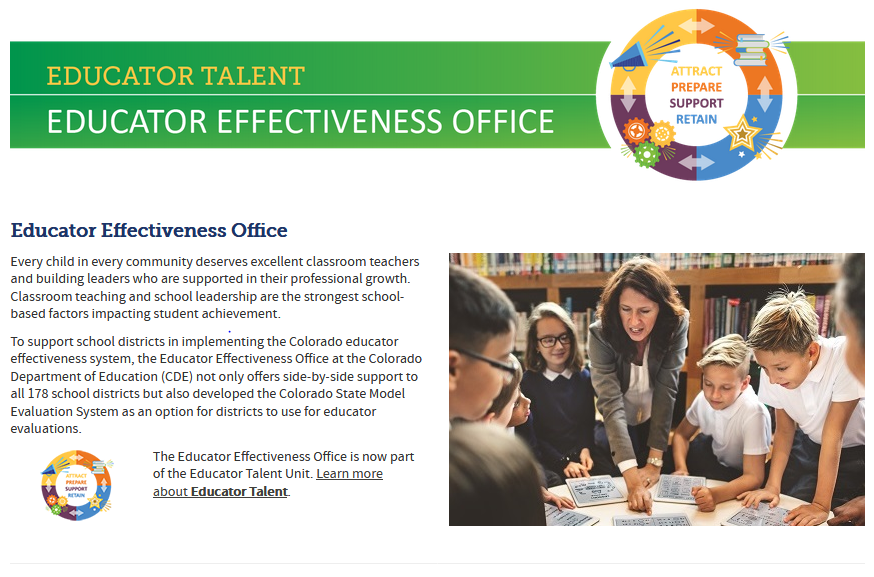 EDUCATOR TALENT
EDUCATOR EFFECTIVENESS OFFICE
ATTRACT
PREPARE
SUPPORT
RETAIN
Educator Effectiveness Office
Every child in every community deserves excellent classroom teachers
and building leaders who are supported in their professional growth.
Classroom teaching and school leadership are the strongest school-
based factors impacting student achievement.
.
To support school districts in implementing the Colorado educator
effectiveness system, the Educator Effectiveness Office at the Colorado
Department of Education (CDE) not only offers side-by-side support to
all 178 school districts but also developed the Colorado State Model
Evaluation System as an option for districts to use for educator
evaluations.
ATTRACT
PREPARE
SUPPORT
RETAIN
The Educator Effectiveness Office is now part
of the Educator Talent Unit. Learn more
about Educator Talent.